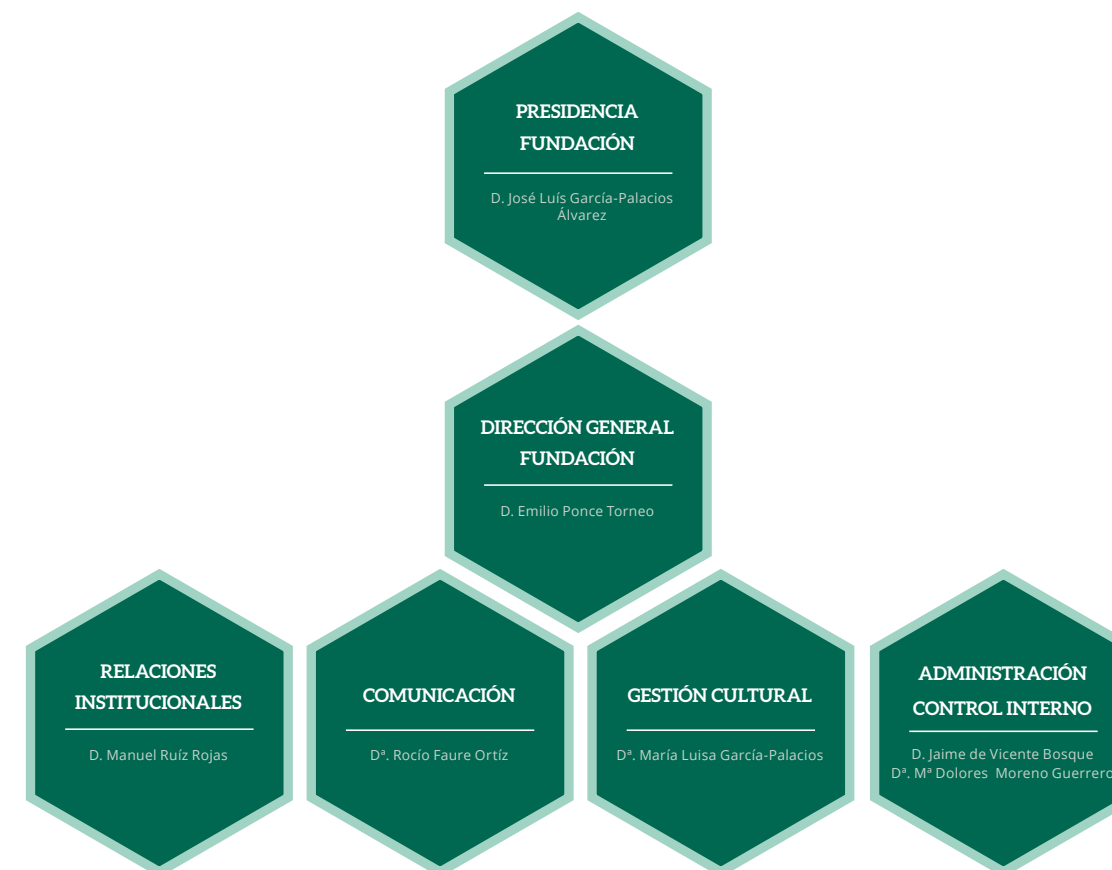 PRESIDENCIA
FUNDACIÓN
D. José Luís García-Palacios
Álvarez
DIRECCIÓN GENERAL
FUNDACIÓN
D. Emilio Ponce Torneo
RELACIONES
INSTITUCIONALES
D. Manuel Ruíz Rojas
COMUNICACIÓN
Dª. Rocío Faure Ortíz
GESTIÓN CULTURAL
Dª. María Luisa García-Palacios
ADMINISTRACIÓN
CONTROL INTERNO
D. Jaime de Vicente Bosque
Dª. Mª Dolores Moreno Guerrero